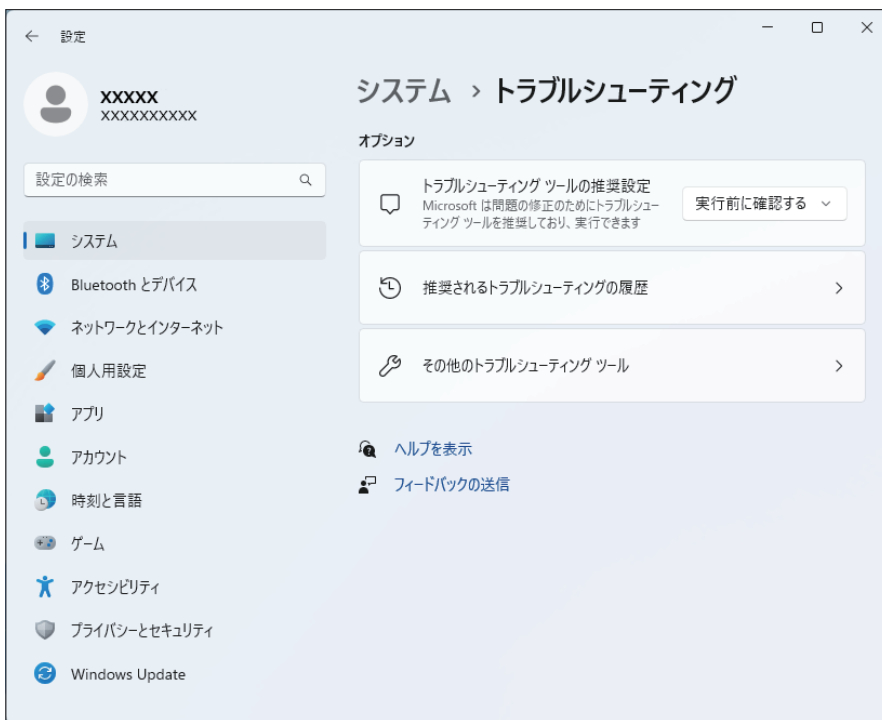 設定
XXXXX
XXXXXXXXXX
設定の検索
システム
Bluetooth とデバイス
ネットワークとインターネット
個人用設定
アプリ
アカウント
時刻と言語
ゲーム
アクセシビリティ
プライバシーとセキュリティ
Windows Update
システム > トラブルシューティング
オプション
トラブルシューティング ツールの推奨設定
Microsoft は問題の修正のためにトラブルシュー
ティング ツールを推奨しており、実行できます
実行前に確認する
推奨されるトラブルシューティングの履歴
その他のトラブルシューティング ツール
ヘルプを表示
フィードバックの送信